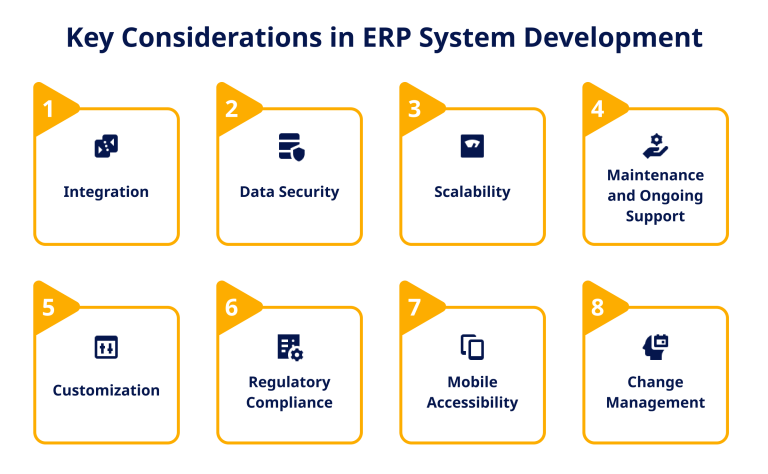 Key Considerations in ERP System Development
1
Integration
2
Data Security
3
Scalability
4
Maintenance
and Ongoing
Support
5
Customization
6
Regulatory
Compliance
7
Mobile
Accessibility
8
Change
Management